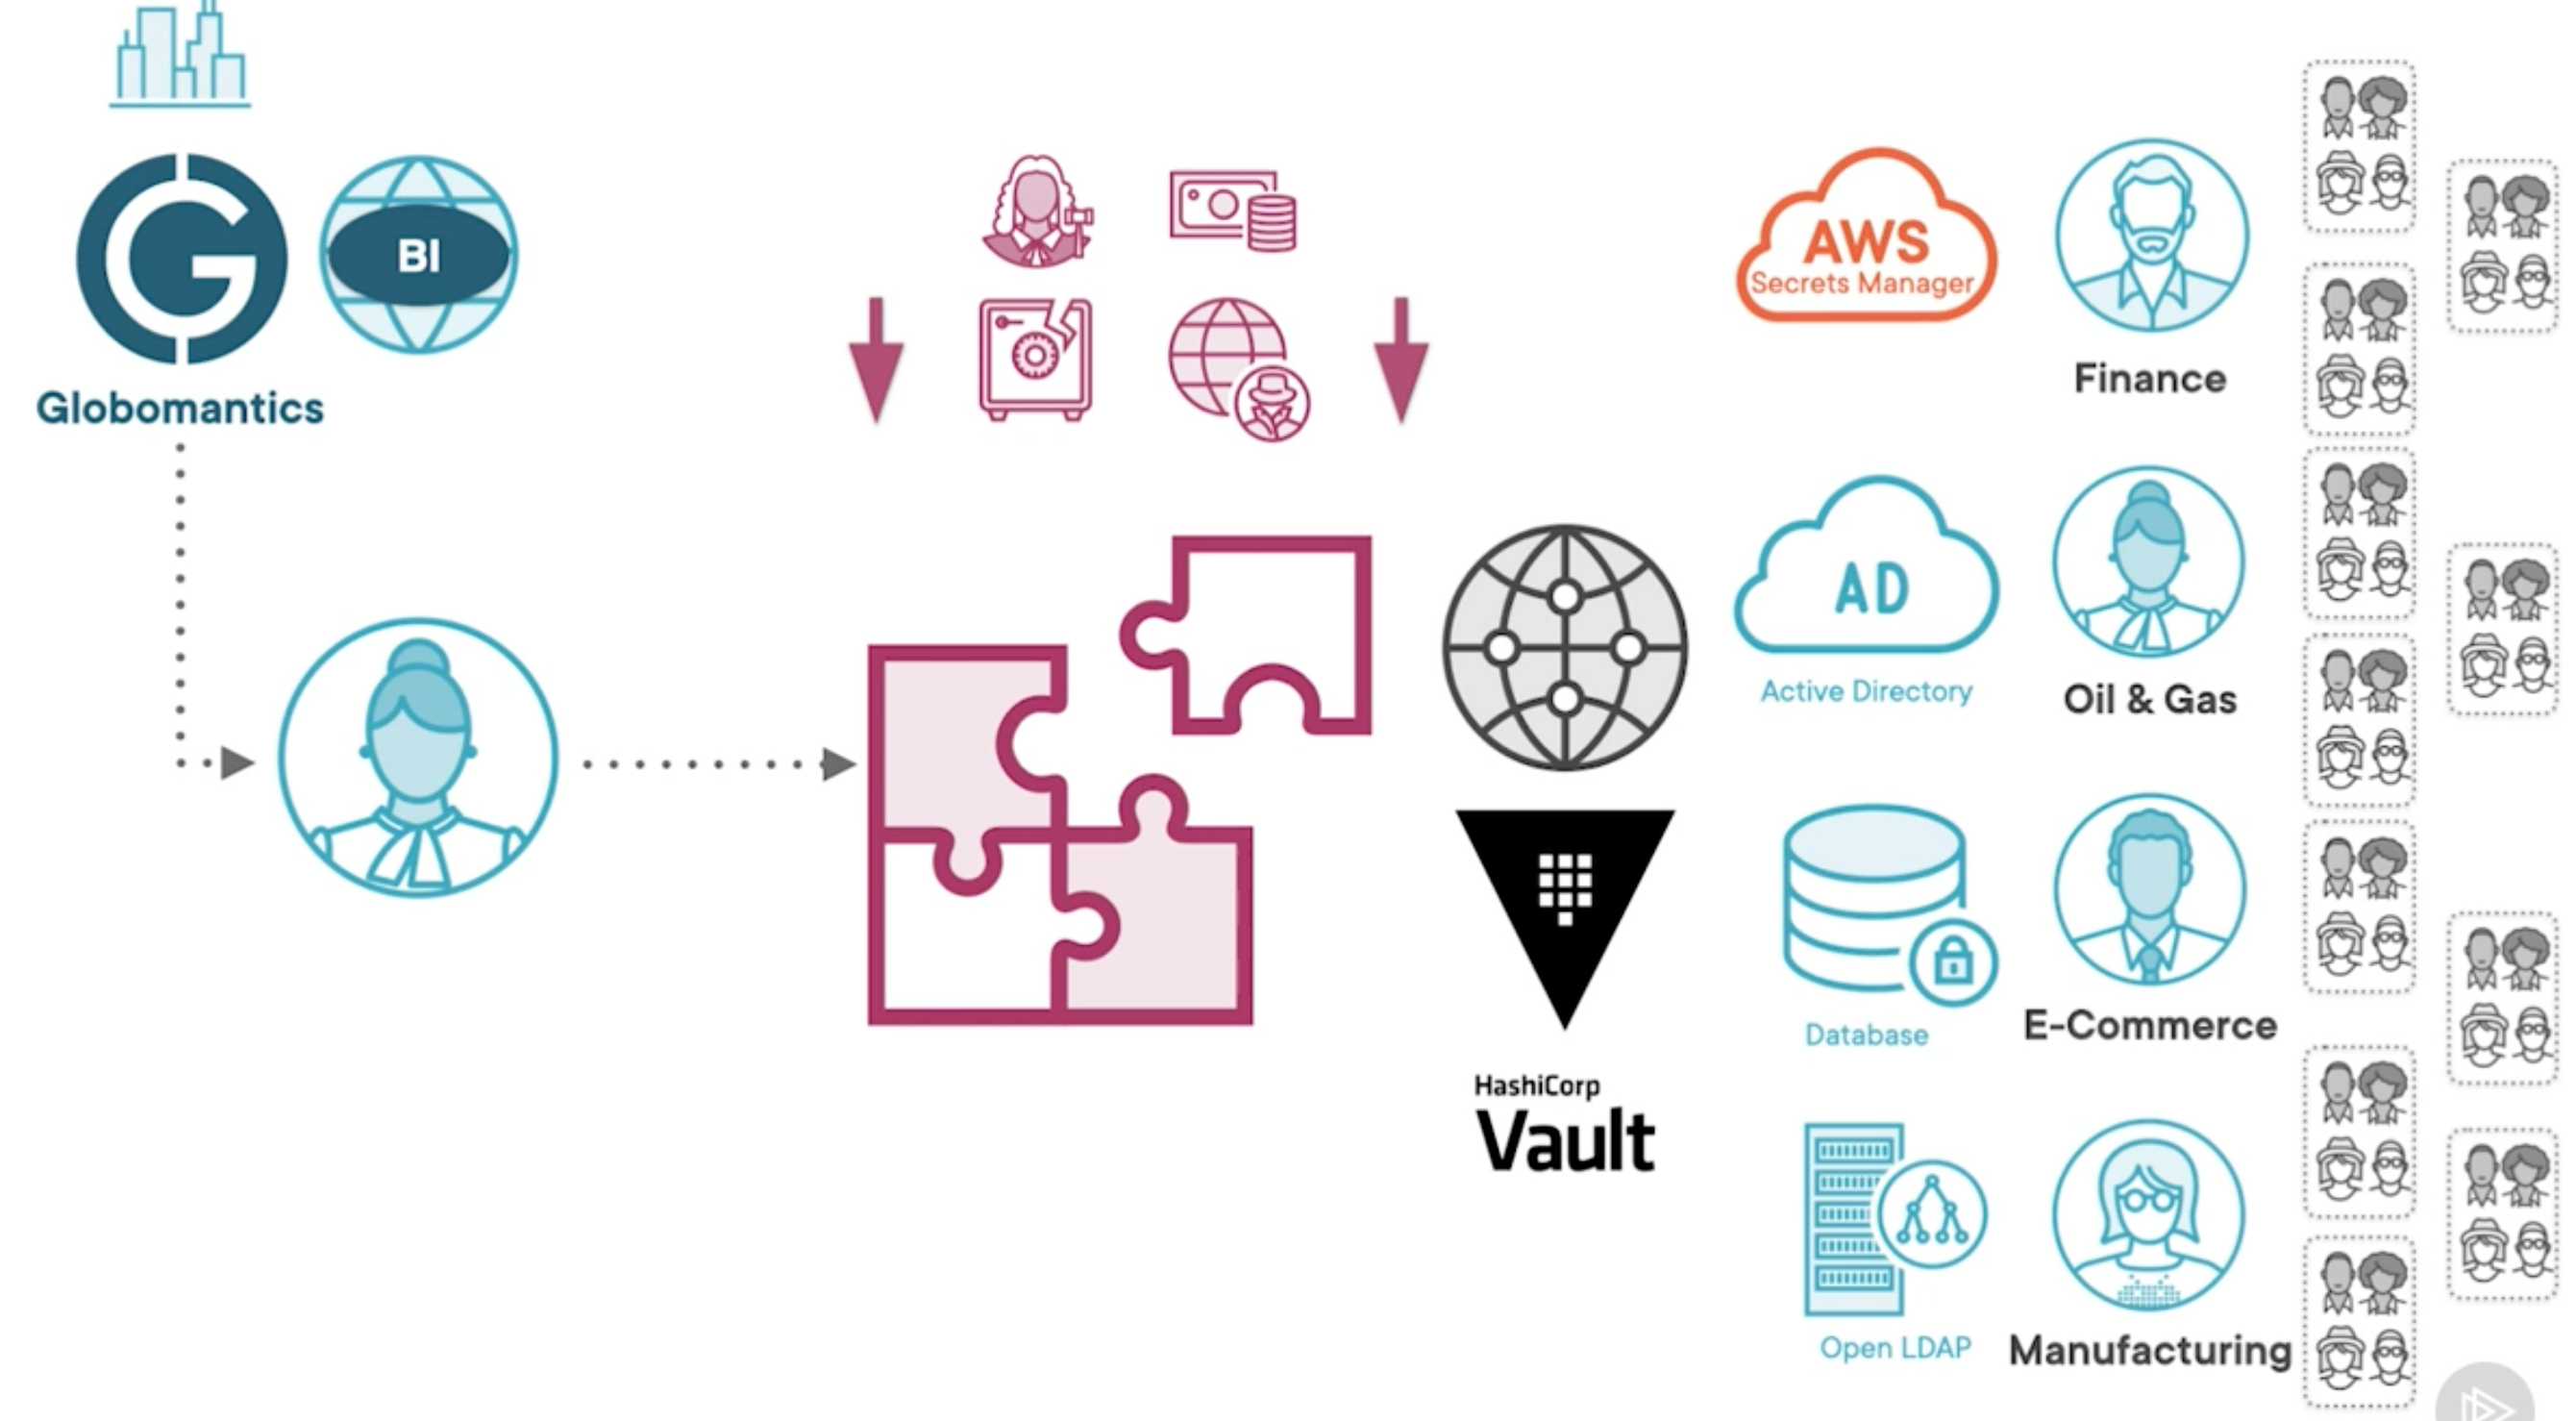 BI
Globomantics
AWS
Secrets Manager
Finance
AD
Active Directory
Oil & Gas
Database
E-Commerce
HashiCorp
Vault
Open LDAP
Manufacturing